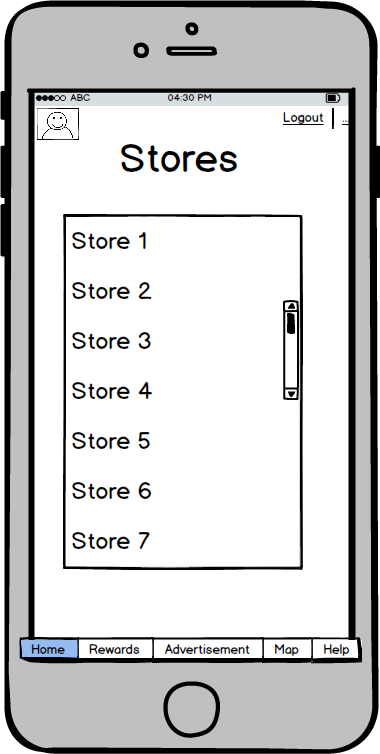 ABC 04:30 PM
Logout ...
Stores
Store 1
Store 2
Store 3
Store 4
Store 5
Store 6
Store 7
Home Rewards Advertisement Map Help